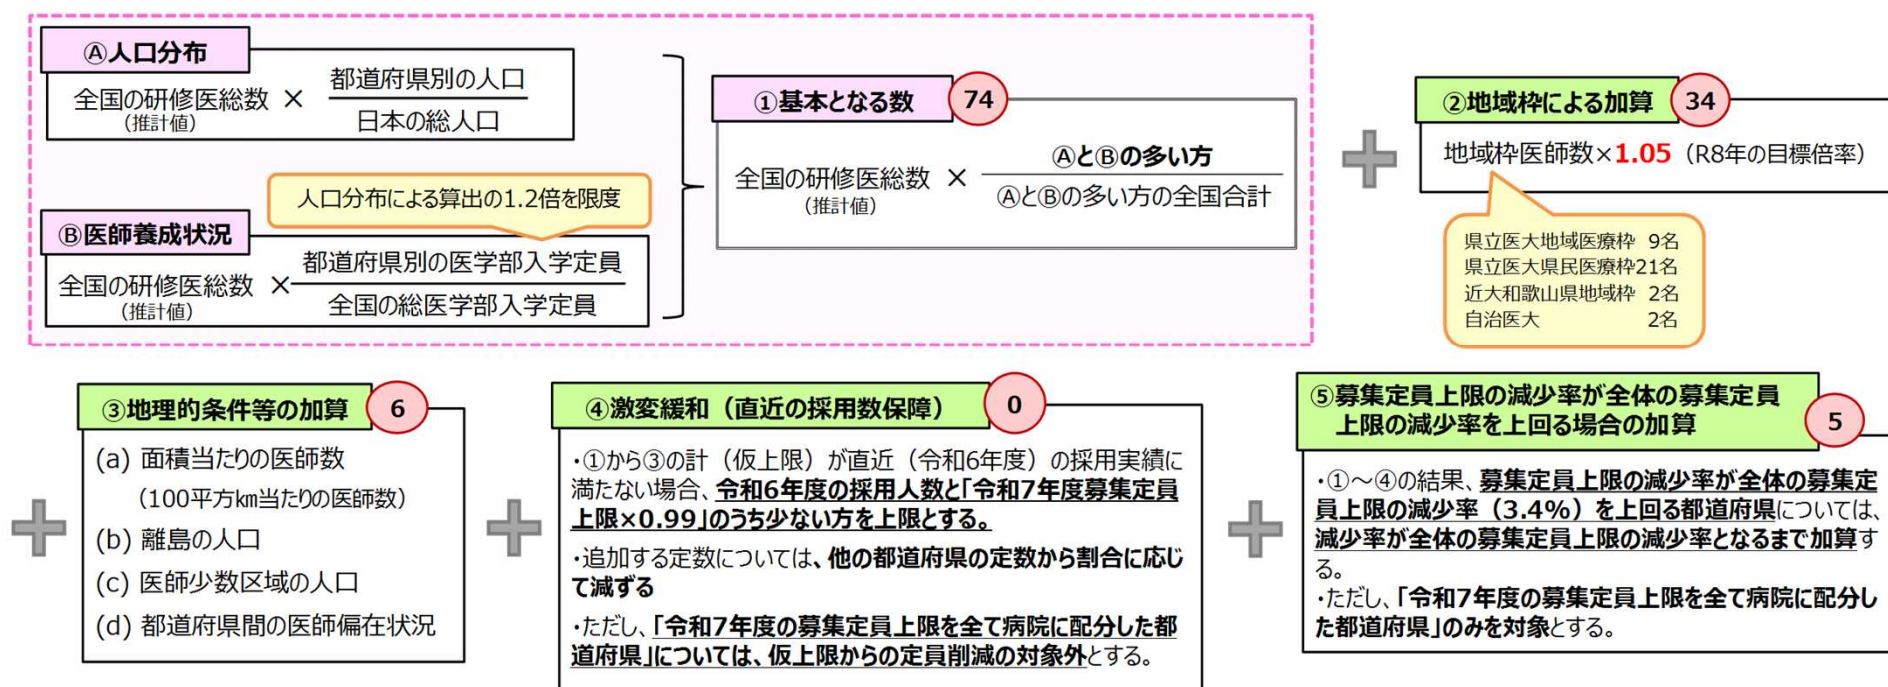 Ⓐ人口分布
全国の研修医総数 × 都道府県別の人口
(推計値) 日本の総人口
人口分布による算出の1.2倍を限度
Ⓑ医師養成状況
全国の研修医総数 × 都道府県別の医学部入学定員
(推計値) 全国の総医学部入学定員
①基本となる数 74
全国の研修医総数 × ⒶとⒷの多い方
(推計値) ⒶとⒷの多い方の全国合計
②地域枠による加算 34
地域枠医師数×1.05（R8年の目標倍率）
県立医大地域医療枠 9名
県立医大県民医療枠21名
近大和歌山県地域枠 2名
自治医大 2名
③地理的条件等の加算 6
(a) 面積当たりの医師数
（100平方㎞当たりの医師数）
(b) 離島の人口
(c) 医師少数区域の人口
(d) 都道府県間の医師偏在状況
④激変緩和（直近の採用数保障） 0
・①から③の計（仮上限）が直近（令和6年度）の採用実績に
満たない場合、令和6年度の採用人数と「令和7年度募集定員
上限×0.99」のうち少ない方を上限とする。
・追加する定数については、他の都道府県の定数から割合に応じ
て減ずる
・ただし、「令和7年度の募集定員上限を全て病院に配分した都
道府県」については、仮上限からの定員削減の対象外とする。
⑤募集定員上限の減少率が全体の募集定員
上限の減少率を上回る場合の加算 5
・①～④の結果、募集定員上限の減少率が全体の募集定
員上限の減少率（3.4%）を上回る都道府県については、
減少率が全体の募集定員上限の減少率となるまで加算す
る。
・ただし、「令和7年度の募集定員上限を全て病院に配分し
た都道府県」のみを対象とする。